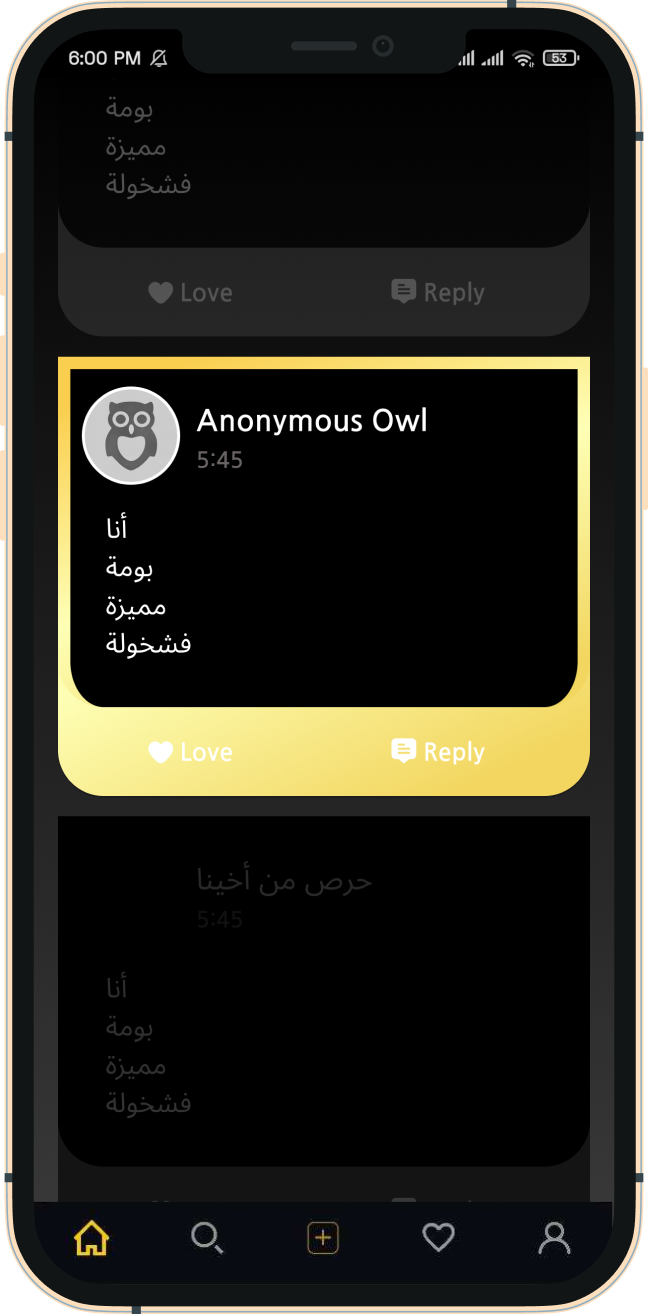 6:00 PM
53
بومة
مميزة
فشخولة
Love Reply
Anonymous Owl
5:45
أنا
بومة
مميزة
فشخولة
Love Reply
حرص من أخينا
5:45
أنا
بومة
مميزة
فشخولة